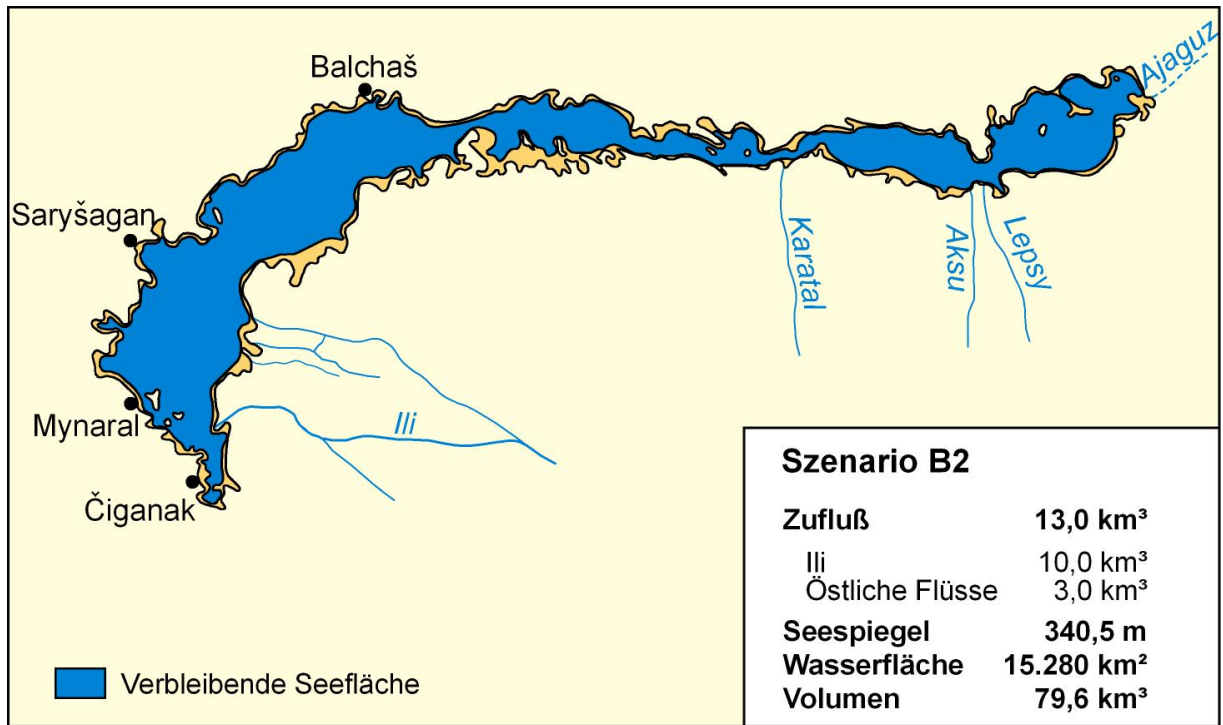 Ajaguz
Balchaš
Saryšagan
Karatal
Aksu
Lepsy
Mynaral
Ili
Čiganak
Szenario B2
Zufluß 13,0 km³
Ili 10,0 km³
Östliche Flüsse 3,0 km³
Seespiegel 340,5 m
Wasserfläche 15.280 km²
Volumen 79,6 km³
Verbleibende Seefläche